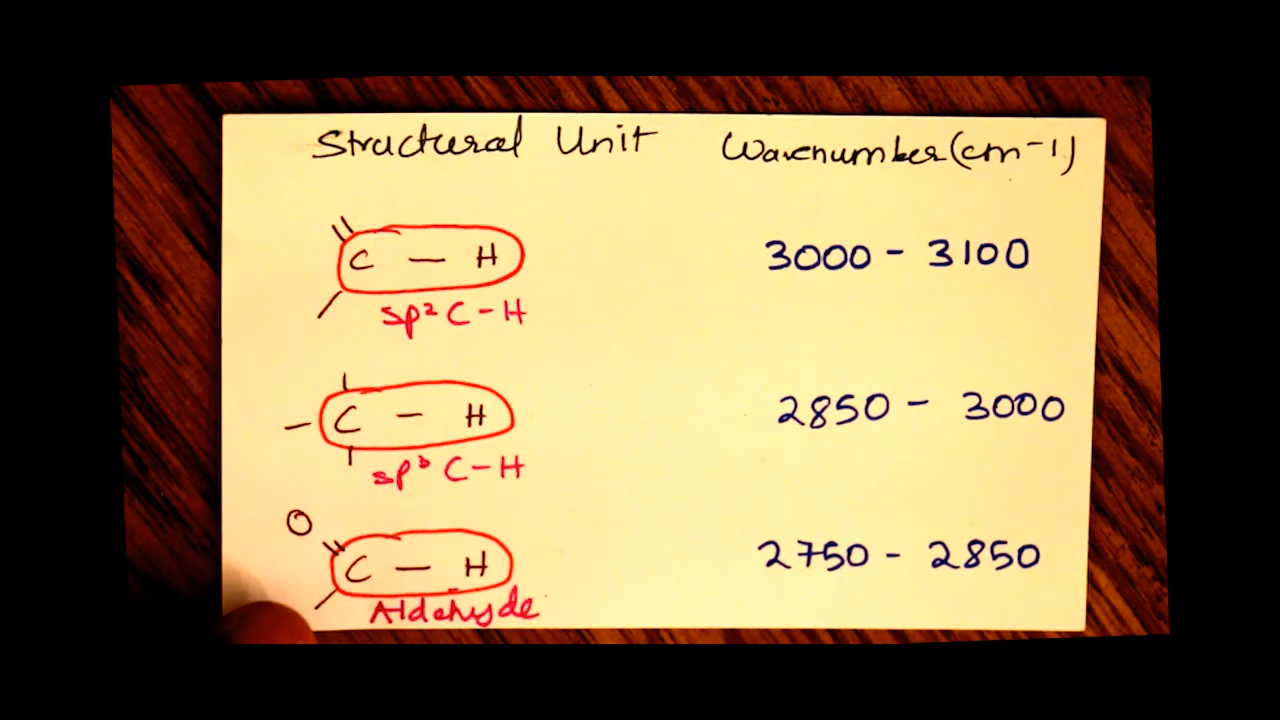 Structural Unit Wavenumber (cm-1)
C — H 3000 - 3100
sp² C-H
C — H 2850 - 3000
sp³ C-H
O
C — H 2750 - 2850
Aldehyde